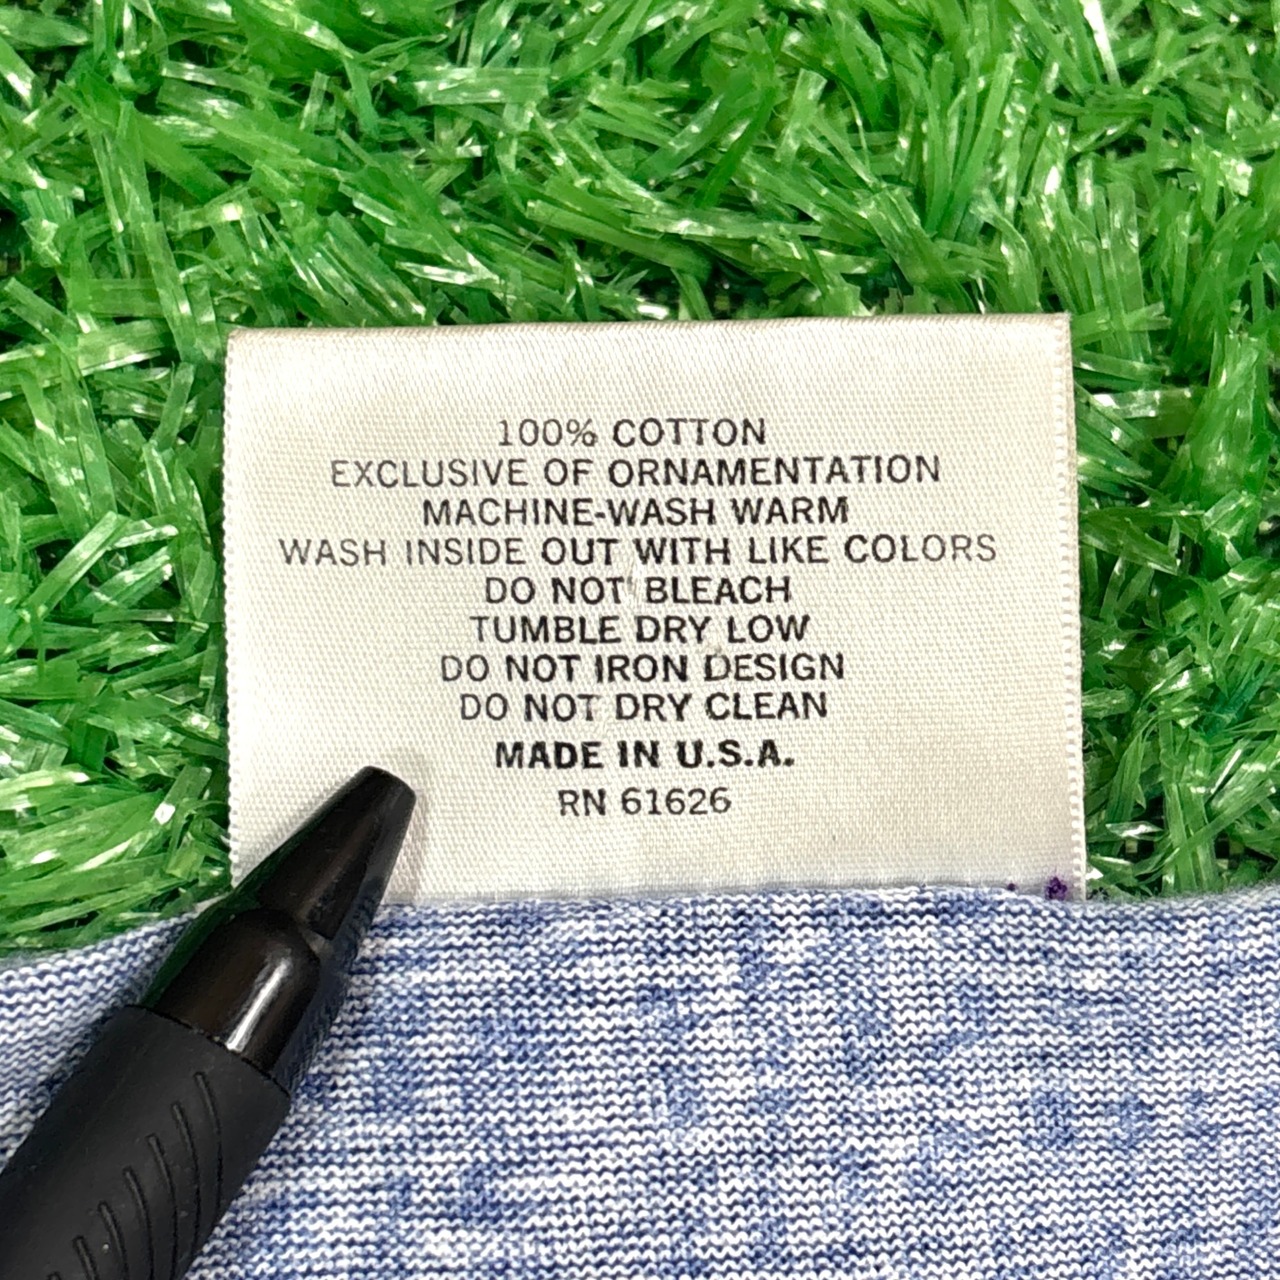 100% COTTON
EXCLUSIVE OF ORNAMENTATION
MACHINE-WASH WARM
WASH INSIDE OUT WITH LIKE COLORS
DO NOT BLEACH
TUMBLE DRY LOW
DO NOT IRON DESIGN
DO NOT DRY CLEAN
MADE IN U.S.A.
RN 61626